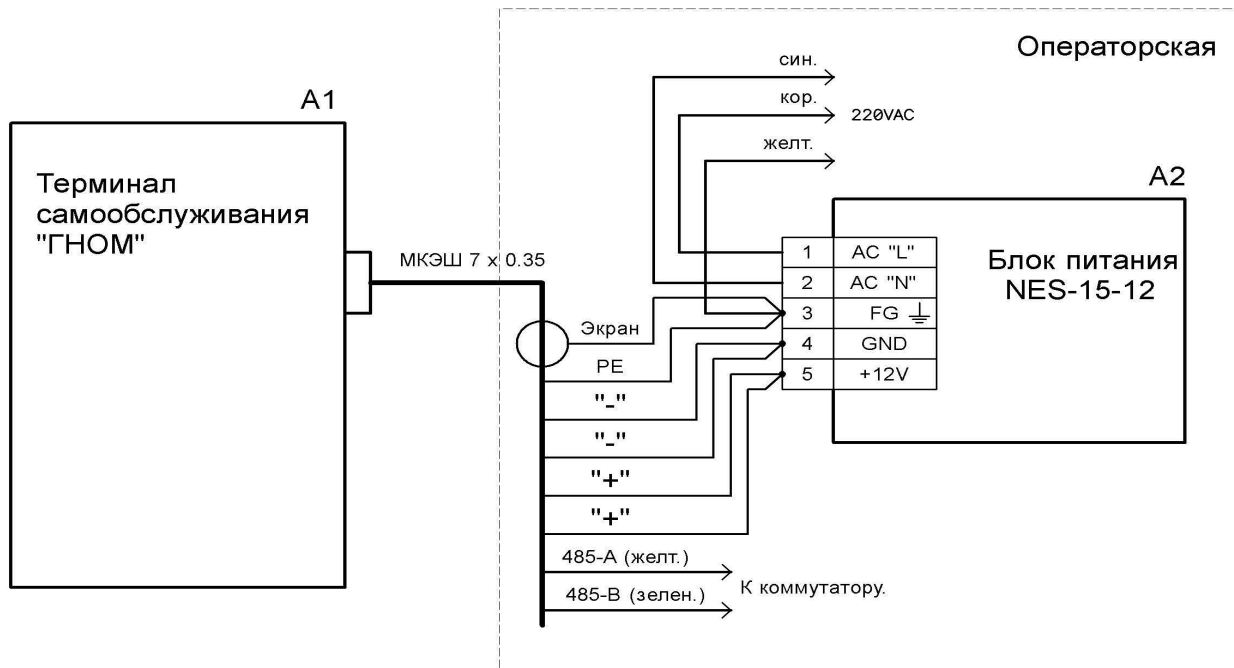 Операторская
син.
кор.
220VAC
желт.
A1
A2
Терминал
самообслуживания
"ГНОМ"
МКЭШ 7 x 0.35
1 AC "L"
2 AC "N"
3 FG
4 GND
5 +12V
Блок питания
NES-15-12
Экран
PE
"-"
"-"
"+"
"+"
485-A (желт.)
485-B (зелен.)
К коммутатору.